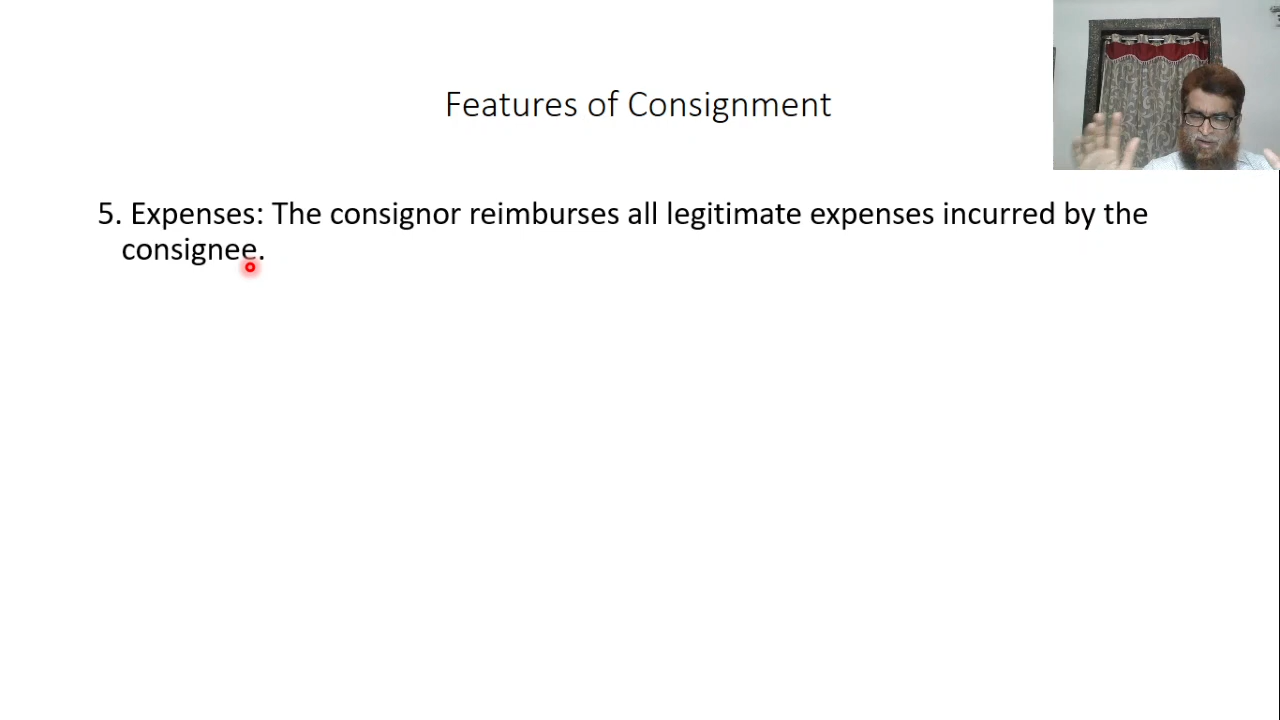 Features of Consignment
5. Expenses: The consignor reimburses all legitimate expenses incurred by the
consignee.